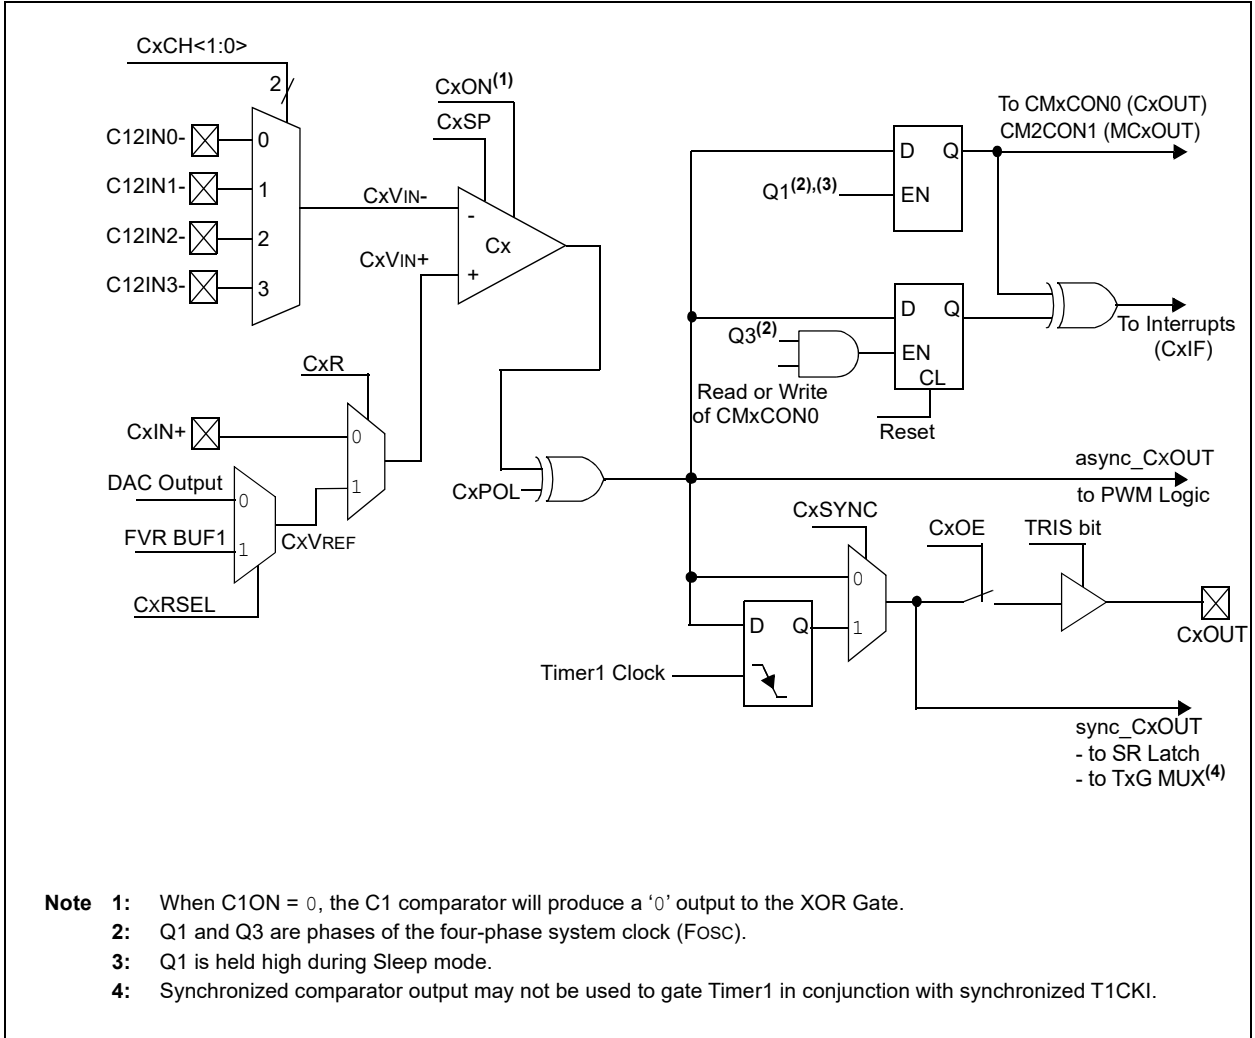 CxCH<1:0>
2
C12IN0-
0
C12IN1-
1
C12IN2-
2
C12IN3-
3
CxON(1)
CxSP
CxVIN-
-
Cx
CxVIN+
+
CxR
CxIN+
0
1
DAC Output
0
FVR BUF1
1
CxVREF
CxRSEL
CxPOL
D Q
Q1(2),(3)
EN
To CMxCON0 (CxOUT)
CM2CON1 (MCxOUT)
D Q
Q3(2)
EN
CL
Read or Write
of CMxCON0
Reset
To Interrupts
(CxIF)
async_CxOUT
to PWM Logic
CxSYNC
0
1
CxOE
TRIS bit
CxOUT
D Q
Timer1 Clock
sync_CxOUT
- to SR Latch
- to TxG MUX(4)
Note 1: When C1ON = 0, the C1 comparator will produce a ‘0’ output to the XOR Gate.
2: Q1 and Q3 are phases of the four-phase system clock (FOSC).
3: Q1 is held high during Sleep mode.
4: Synchronized comparator output may not be used to gate Timer1 in conjunction with synchronized T1CKI.